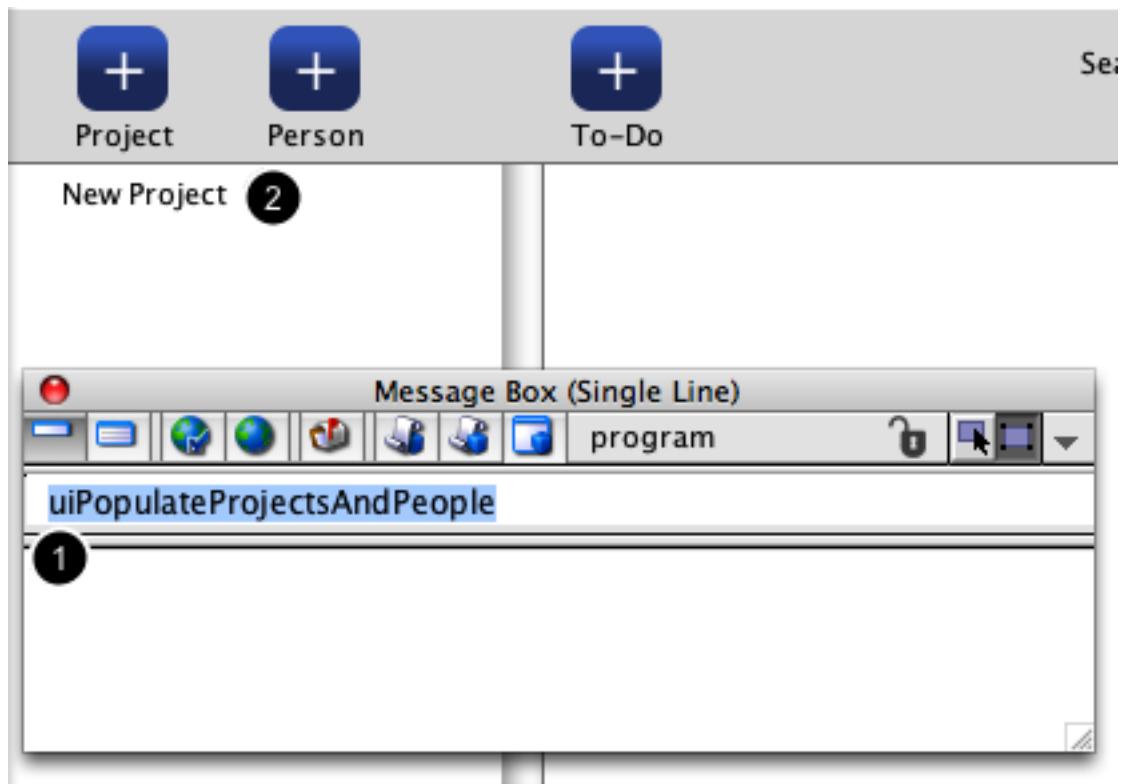 Sea
Project Person To-Do
New Project 2
Message Box (Single Line)
program
uiPopulateProjectsAndPeople
1